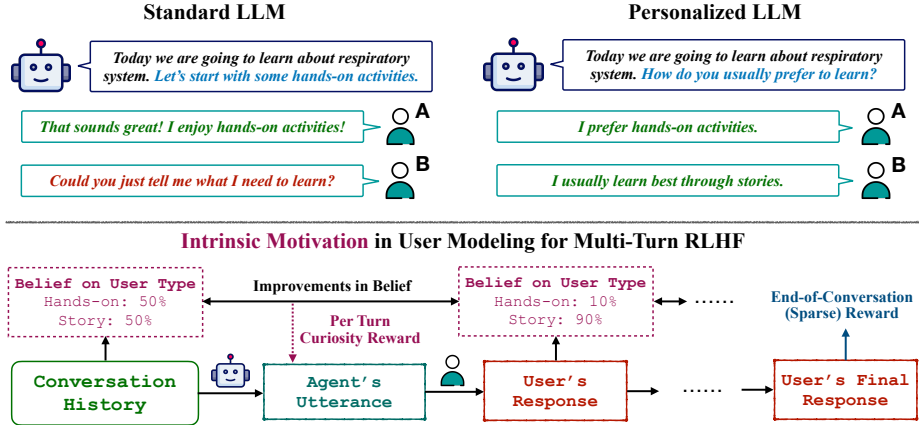 Standard LLM
Today we are going to learn about respiratory
system. Let's start with some hands-on activities.
A
That sounds great! I enjoy hands-on activities!
B
Could you just tell me what I need to learn?
Personalized LLM
Today we are going to learn about respiratory
system. How do you usually prefer to learn?
A
I prefer hands-on activities.
B
I usually learn best through stories.
Intrinsic Motivation in User Modeling for Multi-Turn RLHF
Belief on User Type
Hands-on: 50%
Story: 50%
Improvements in Belief
Per Turn
Curiosity Reward
Belief on User Type
Hands-on: 10%
Story: 90%
......
End-of-Conversation
(Sparse) Reward
Conversation
History
Agent's
Utterance
User's
Response
......
User's Final
Response